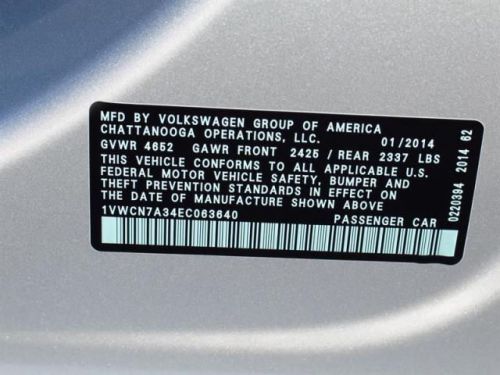 MFD BY VOLKSWAGEN GROUP OF AMERICA
CHATTANOOGA OPERATIONS, LLC. 01/2014
GVWR 4652 GAWR FRONT 2425 / REAR 2337 LBS
THIS VEHICLE CONFORMS TO ALL APPLICABLE U.S.
FEDERAL MOTOR VEHICLE SAFETY, BUMPER AND
THEFT PREVENTION STANDARDS IN EFFECT ON
THE DATE OF MANUFACTURE SHOWN ABOVE
1VWCN7A34EC063640 PASSENGER CAR
0220394 2014 62